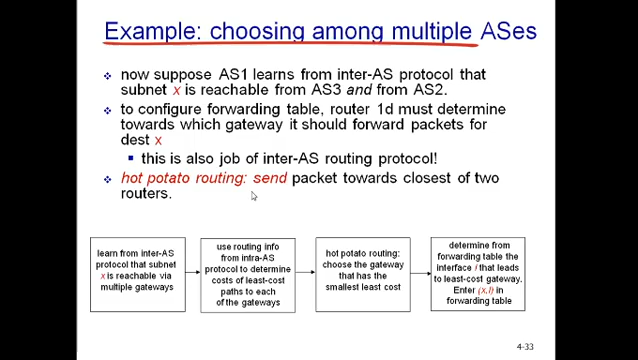 Example: choosing among multiple ASes
now suppose AS1 learns from inter-AS protocol that
subnet x is reachable from AS3 and from AS2.
to configure forwarding table, router 1d must determine
towards which gateway it should forward packets for
dest x
this is also job of inter-AS routing protocol!
hot potato routing: send packet towards closest of two
routers.
learn from inter-AS
protocol that subnet
x is reachable via
multiple gateways
use routing info
from intra-AS
protocol to determine
costs of least-cost
paths to each
of the gateways
hot potato routing:
choose the gateway
that has the
smallest least cost
determine from
forwarding table the
interface I that leads
to least-cost gateway.
Enter (x,I) in
forwarding table
4-33